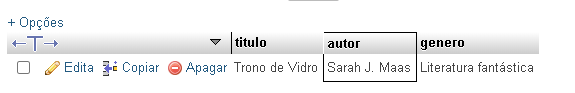 + Opções
←T→ titulo autor genero
Edita Copiar Apagar Trono de Vidro Sarah J. Maas Literatura fantástica